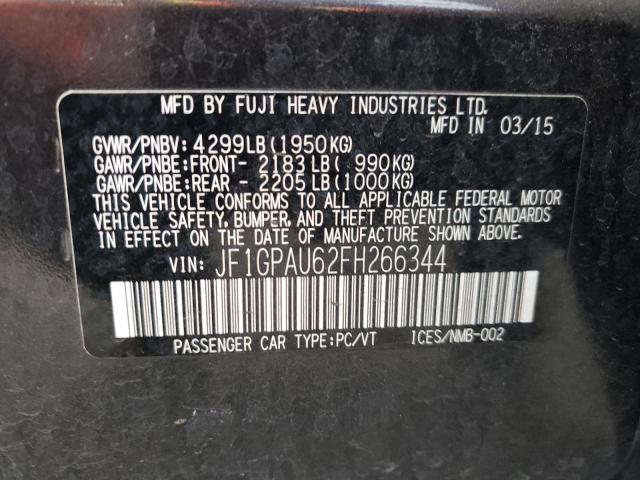 MFD BY FUJI HEAVY INDUSTRIES LTD.
MFD IN 03/15
GVWR/PNBV: 4299LB(1950KG)
GAWR/PNBE:FRONT- 2183LB( 990KG)
GAWR/PNBE:REAR - 2205LB(1000KG)
THIS VEHICLE CONFORMS TO ALL APPLICABLE FEDERAL MOTOR
VEHICLE SAFETY, BUMPER, AND THEFT PREVENTION STANDARDS
IN EFFECT ON THE DATE OF MANUFACTURE SHOWN ABOVE.
VIN: JF1GPAU62FH266344
PASSENGER CAR TYPE:PC/VT ICES/NMB-002